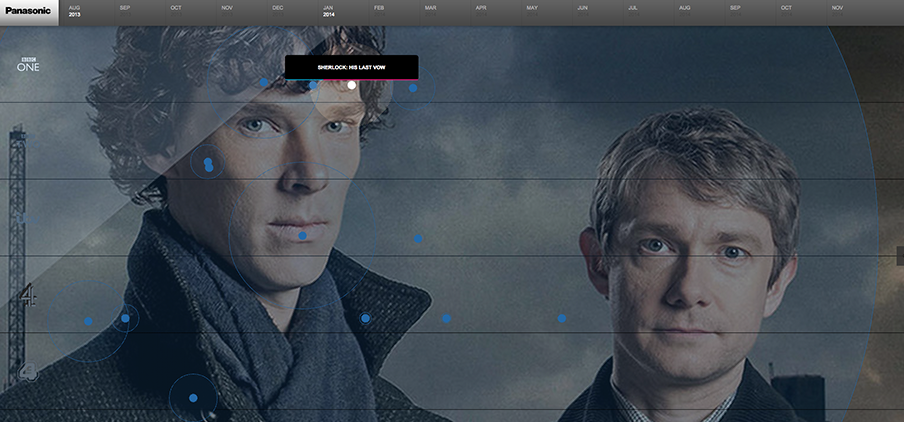 Panasonic
AUG SEP OCT NOV DEC JAN FEB MAR APR MAY JUN JUL AUG SEP OCT NOV
2013 2014
SHERLOCK: HIS LAST VOW
BBC
ONE
4